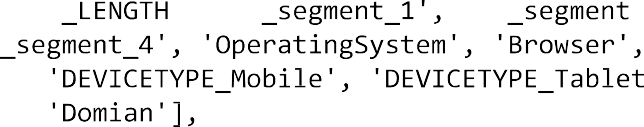 _LENGTH _segment_1', _segment
_segment_4', 'OperatingSystem', 'Browser',
'DEVICETYPE_Mobile', 'DEVICETYPE_Tablet
'Domian'],